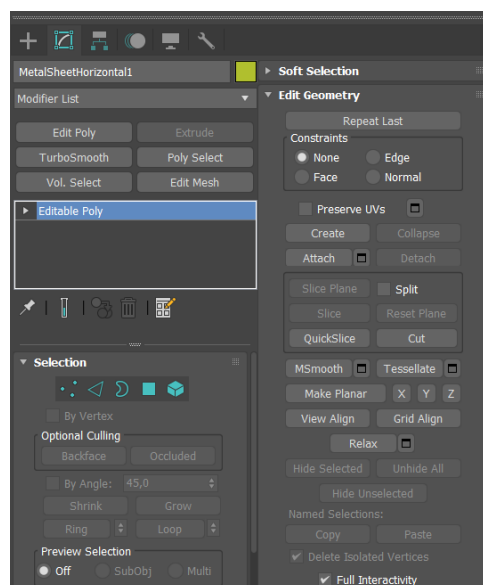 MetalSheetHorizontal1
Modifier List
Edit Poly
Extrude
TurboSmooth
Poly Select
Vol. Select
Edit Mesh
Editable Poly
Selection
By Vertex
Optional Culling
Backface
Occluded
By Angle:
45,0
Shrink
Grow
Ring
Loop
Preview Selection
Off
SubObj
Multi
Soft Selection
Edit Geometry
Repeat Last
Constraints
None
Edge
Face
Normal
Preserve UVs
Create
Collapse
Attach
Detach
Slice Plane
Split
Slice
Reset Plane
QuickSlice
Cut
MSmooth
Tessellate
Make Planar
X
Y
Z
View Align
Grid Align
Relax
Hide Selected
Unhide All
Hide Unselected
Named Selections:
Copy
Paste
Delete Isolated Vertices
Full Interactivity